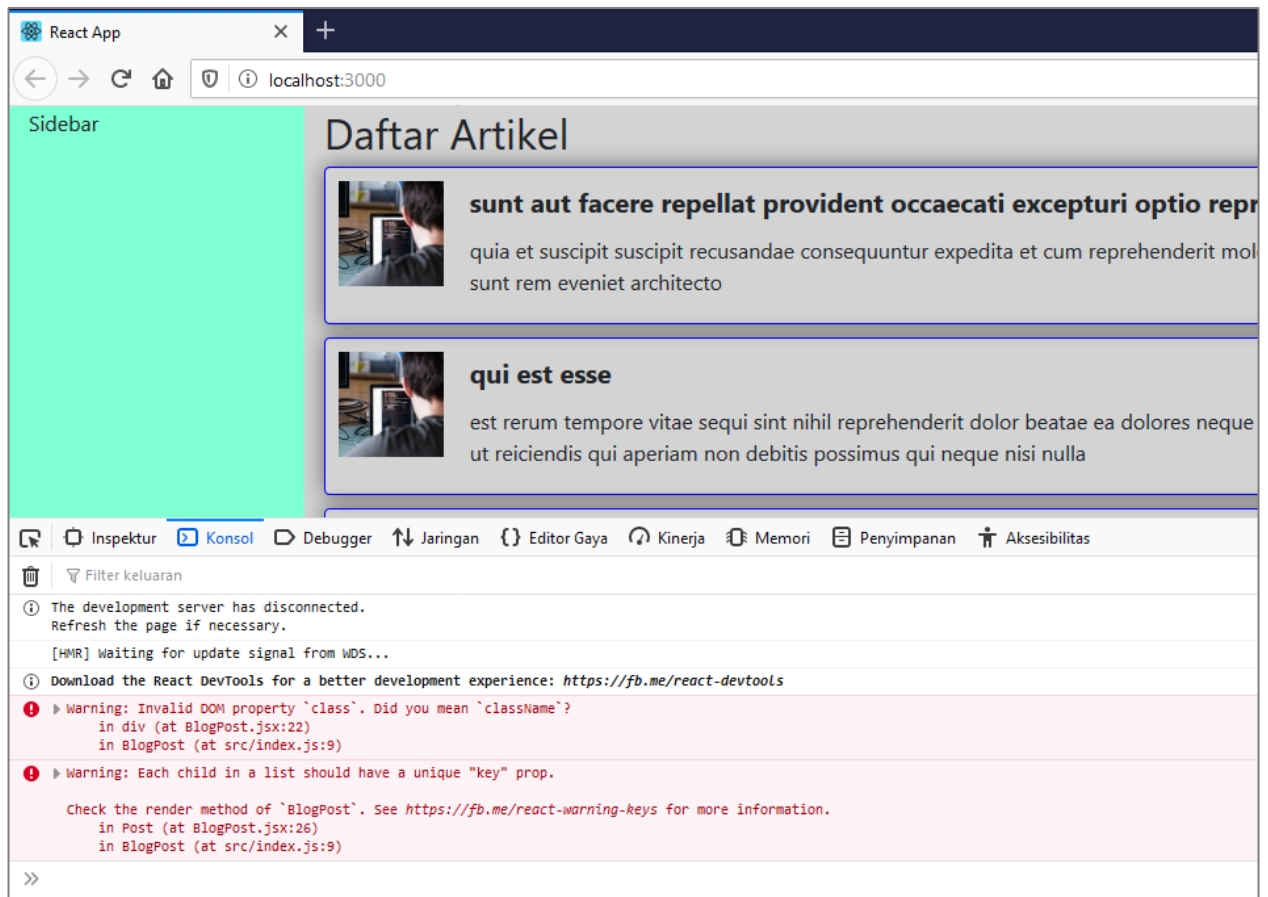 React App
localhost:3000
Sidebar
Daftar Artikel
sunt aut facere repellat provident occaecati excepturi optio repr
quia et suscipit suscipit recusandae consequuntur expedita et cum reprehenderit mol
sunt rem eveniet architecto
qui est esse
est rerum tempore vitae sequi sint nihil reprehenderit dolor beatae ea dolores neque
ut reiciendis qui aperiam non debitis possimus qui neque nisi nulla
Inspektur Konsol Debugger Jaringan Editor Gaya Kinerja Memori Penyimpanan Aksesibilitas
Filter keluaran
The development server has disconnected.
Refresh the page if necessary.
[HMR] Waiting for update signal from WDS...
Download the React DevTools for a better development experience: https://fb.me/react-devtools
Warning: Invalid DOM property `class`. Did you mean `className`?
in div (at BlogPost.jsx:22)
in BlogPost (at src/index.js:9)
Warning: Each child in a list should have a unique "key" prop.
Check the render method of `BlogPost`. See https://fb.me/react-warning-keys for more information.
in Post (at BlogPost.jsx:26)
in BlogPost (at src/index.js:9)